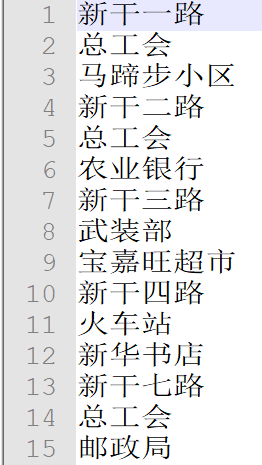 1 新干一路
2 总工会
3 马蹄步小区
4 新干二路
5 总工会
6 农业银行
7 新干三路
8 武装部
9 宝嘉旺超市
10 新干四路
11 火车站
12 新华书店
13 新干七路
14 总工会
15 邮政局